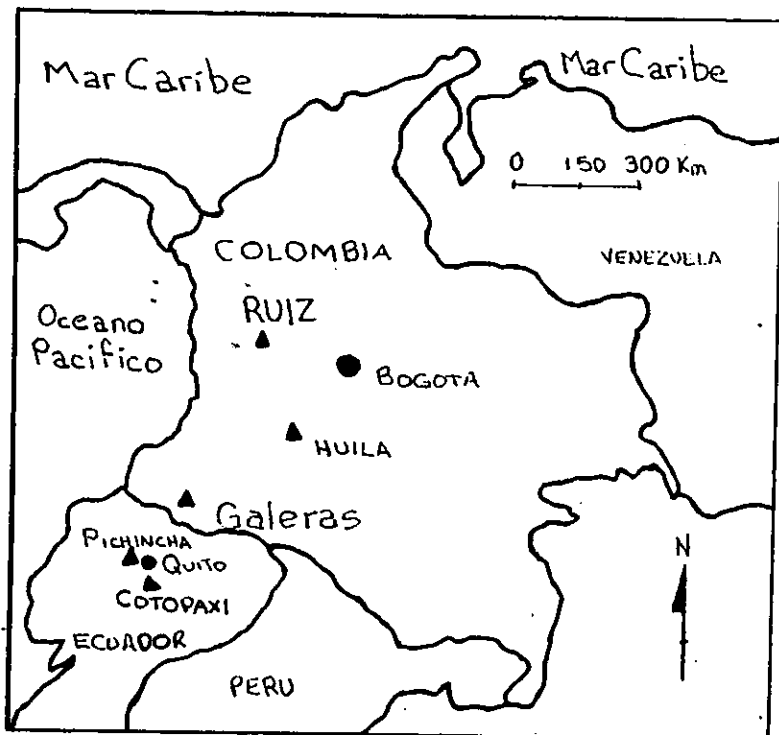 Mar Caribe
Mar Caribe
0 150 300 Km
COLOMBIA
VENEZUELA
RUIZ
Oceano
Pacifico
BOGOTA
HUILA
Galeras
PICHINCHA
QUITO
COTOPAXI
ECUADOR
PERU
N